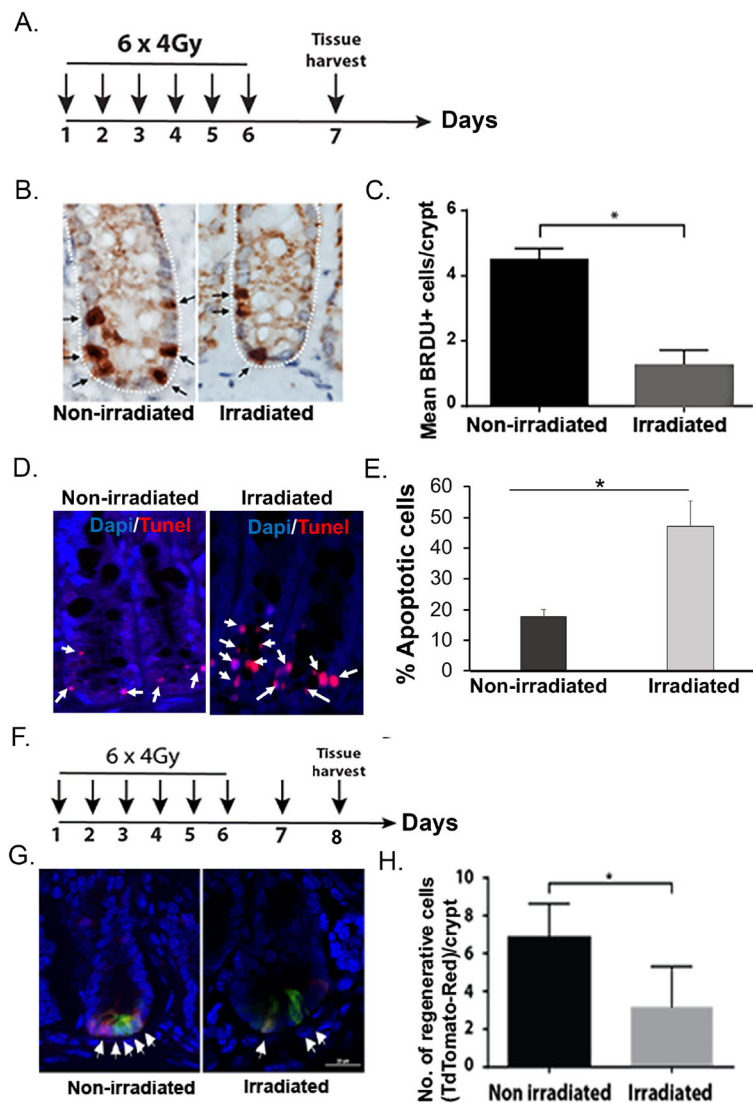 A.
6 x 4Gy
Tissue
harvest
1 2 3 4 5 6 7
Days
B.
Non-irradiated
Irradiated
C.
Mean BRDU+ cells/crypt
6
4
2
0
*
Non-irradiated
Irradiated
D.
Non-irradiated
Irradiated
Dapi/Tunel
Dapi/Tunel
E.
% Apoptotic cells
60
50
40
30
20
10
0
*
Non-irradiated
Irradiated
F.
6 x 4Gy
Tissue
harvest
1 2 3 4 5 6 7 8
Days
G.
Non-irradiated
Irradiated
H.
No. of regenerative cells
(TdTomato-Red)/crypt
10
8
6
4
2
0
*
Non irradiated
Irradiated